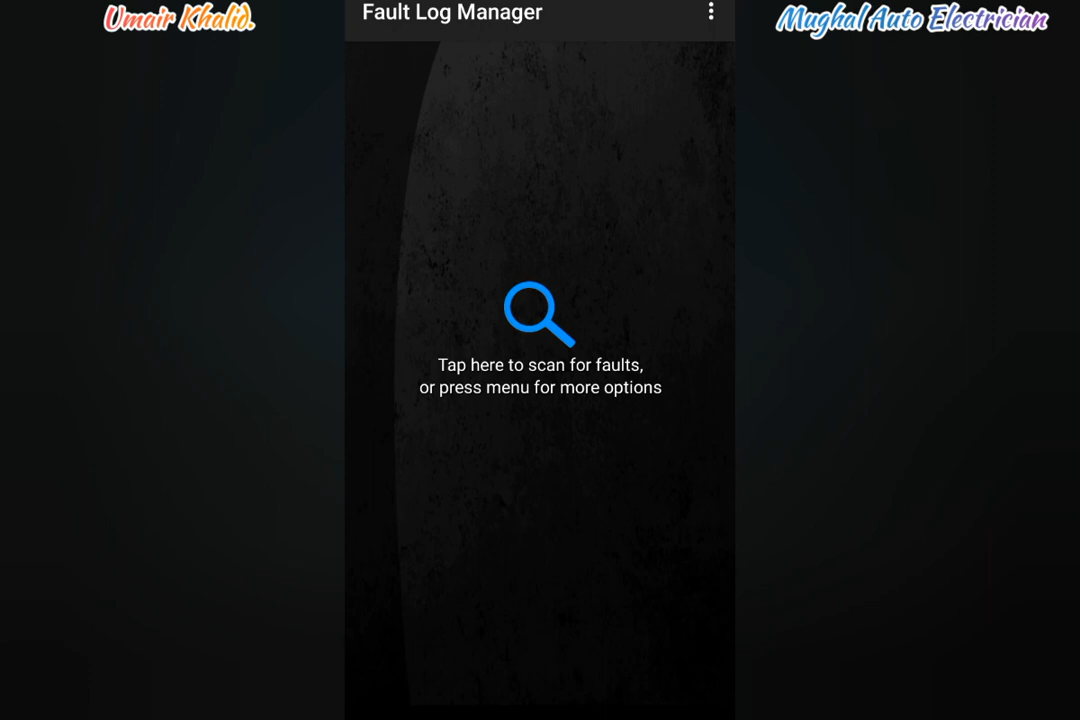 Umair Khalid.
Fault Log Manager
Mughal Auto Electrician
Tap here to scan for faults,
or press menu for more options